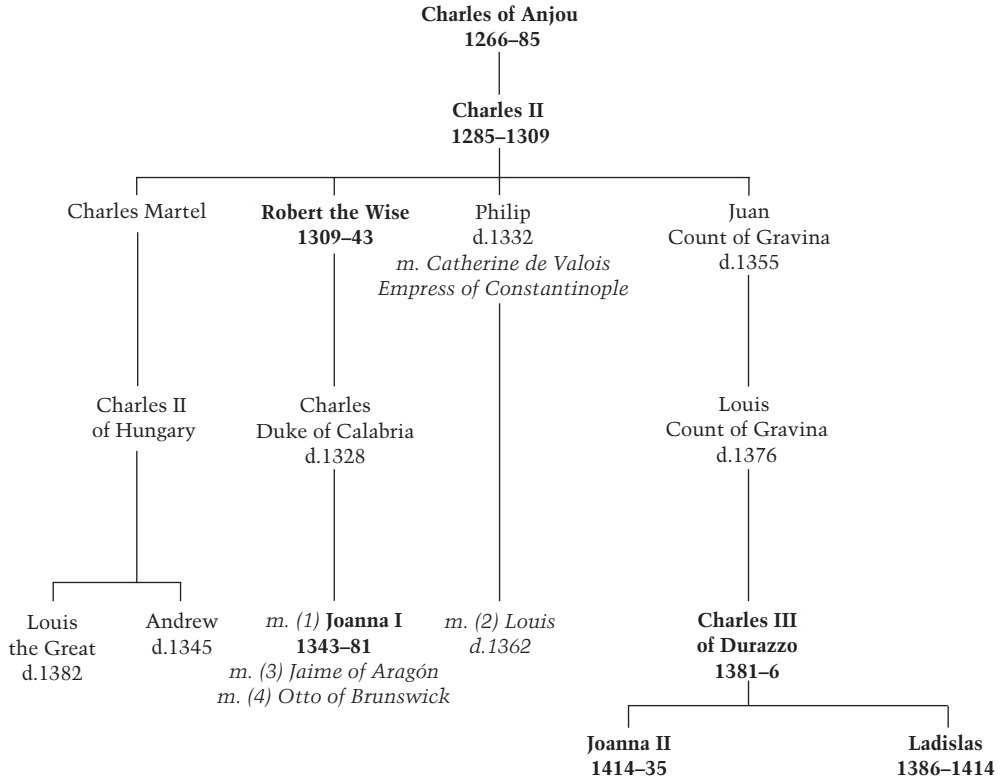 Charles of Anjou
1266–85
Charles II
1285–1309
Charles Martel
Robert the Wise
1309–43
Philip
d.1332
m. Catherine de Valois
Empress of Constantinople
Juan
Count of Gravina
d.1355
Charles II
of Hungary
Charles
Duke of Calabria
d.1328
Louis
Count of Gravina
d.1376
Louis
the Great
d.1382
Andrew
d.1345
m. (1) Joanna I
1343–81
m. (3) Jaime of Aragón
m. (4) Otto of Brunswick
m. (2) Louis
d.1362
Charles III
of Durazzo
1381–6
Joanna II
1414–35
Ladislas
1386–1414